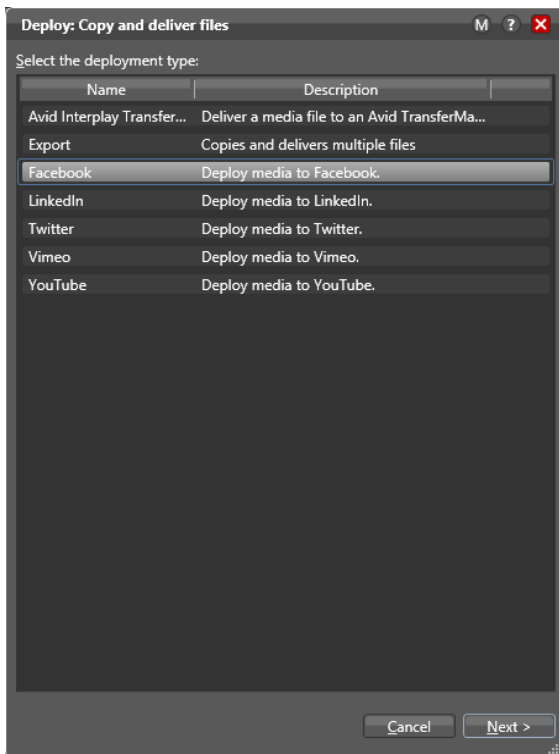 Deploy: Copy and deliver files M ?
Select the deployment type:
Name Description
Avid Interplay Transfer... Deliver a media file to an Avid TransferMa...
Export Copies and delivers multiple files
Facebook Deploy media to Facebook.
LinkedIn Deploy media to LinkedIn.
Twitter Deploy media to Twitter.
Vimeo Deploy media to Vimeo.
YouTube Deploy media to YouTube.
Cancel Next >